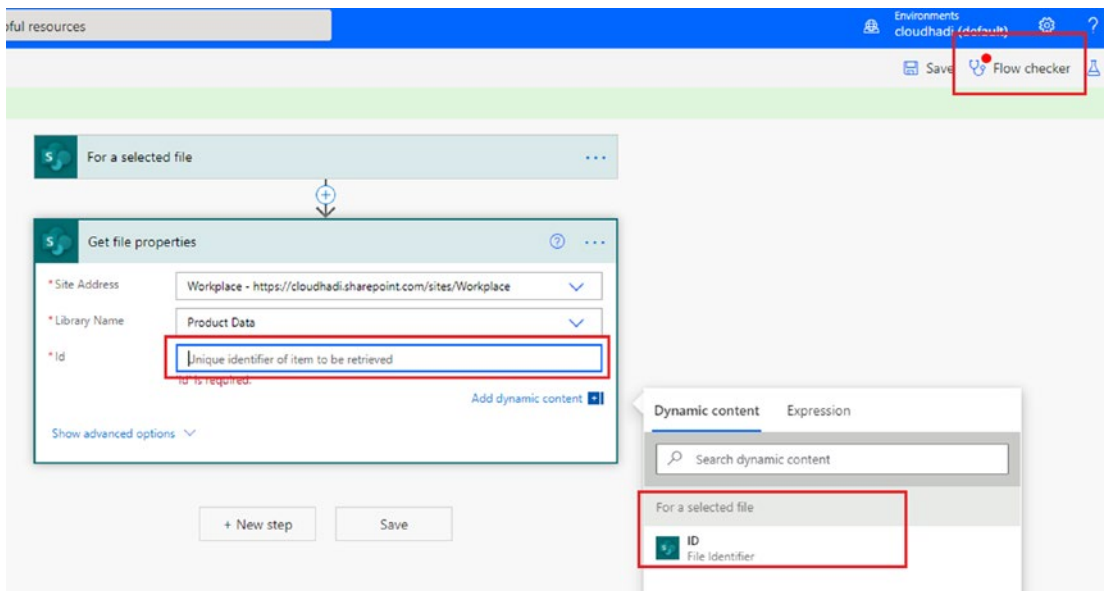 ful resources
Environments
cloudhadi (default)
?
Save
Flow checker
S
For a selected file
...
S
Get file properties
?
...
* Site Address
Workplace - https://cloudhadi.sharepoint.com/sites/Workplace
* Library Name
Product Data
* Id
Unique identifier of item to be retrieved
'Id' is required.
Add dynamic content
Show advanced options
+ New step
Save
Dynamic content
Expression
Search dynamic content
For a selected file
ID
File Identifier